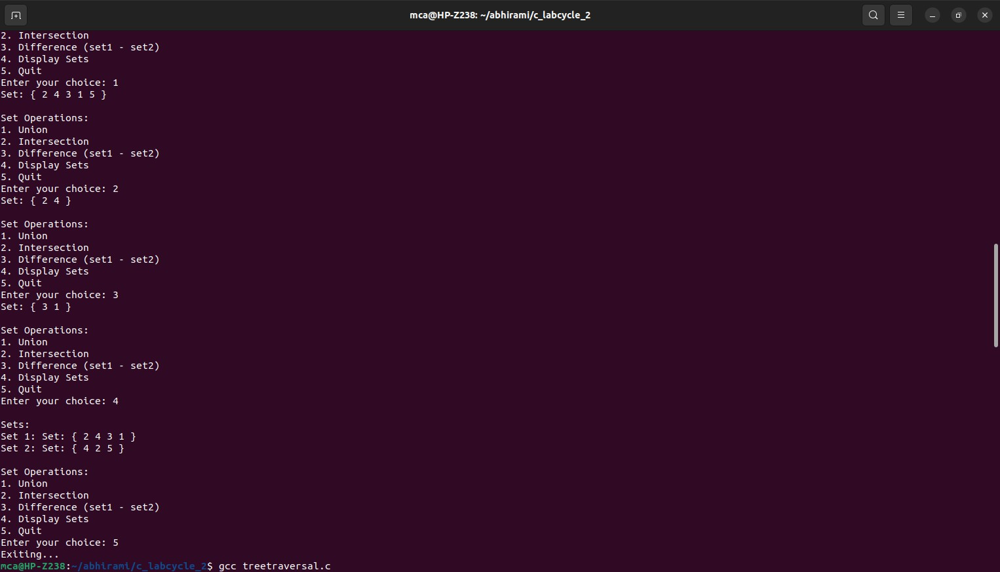 mca@HP-Z238: ~/abhirami/c_labcycle_2
2. Intersection
3. Difference (set1 - set2)
4. Display Sets
5. Quit
Enter your choice: 1
Set: { 2 4 3 1 5 }
Set Operations:
1. Union
2. Intersection
3. Difference (set1 - set2)
4. Display Sets
5. Quit
Enter your choice: 2
Set: { 2 4 }
Set Operations:
1. Union
2. Intersection
3. Difference (set1 - set2)
4. Display Sets
5. Quit
Enter your choice: 3
Set: { 3 1 }
Set Operations:
1. Union
2. Intersection
3. Difference (set1 - set2)
4. Display Sets
5. Quit
Enter your choice: 4
Sets:
Set 1: Set: { 2 4 3 1 }
Set 2: Set: { 4 2 5 }
Set Operations:
1. Union
2. Intersection
3. Difference (set1 - set2)
4. Display Sets
5. Quit
Enter your choice: 5
Exiting...
mca@HP-Z238:~/abhirami/c_labcycle_2$ gcc treetraversal.c